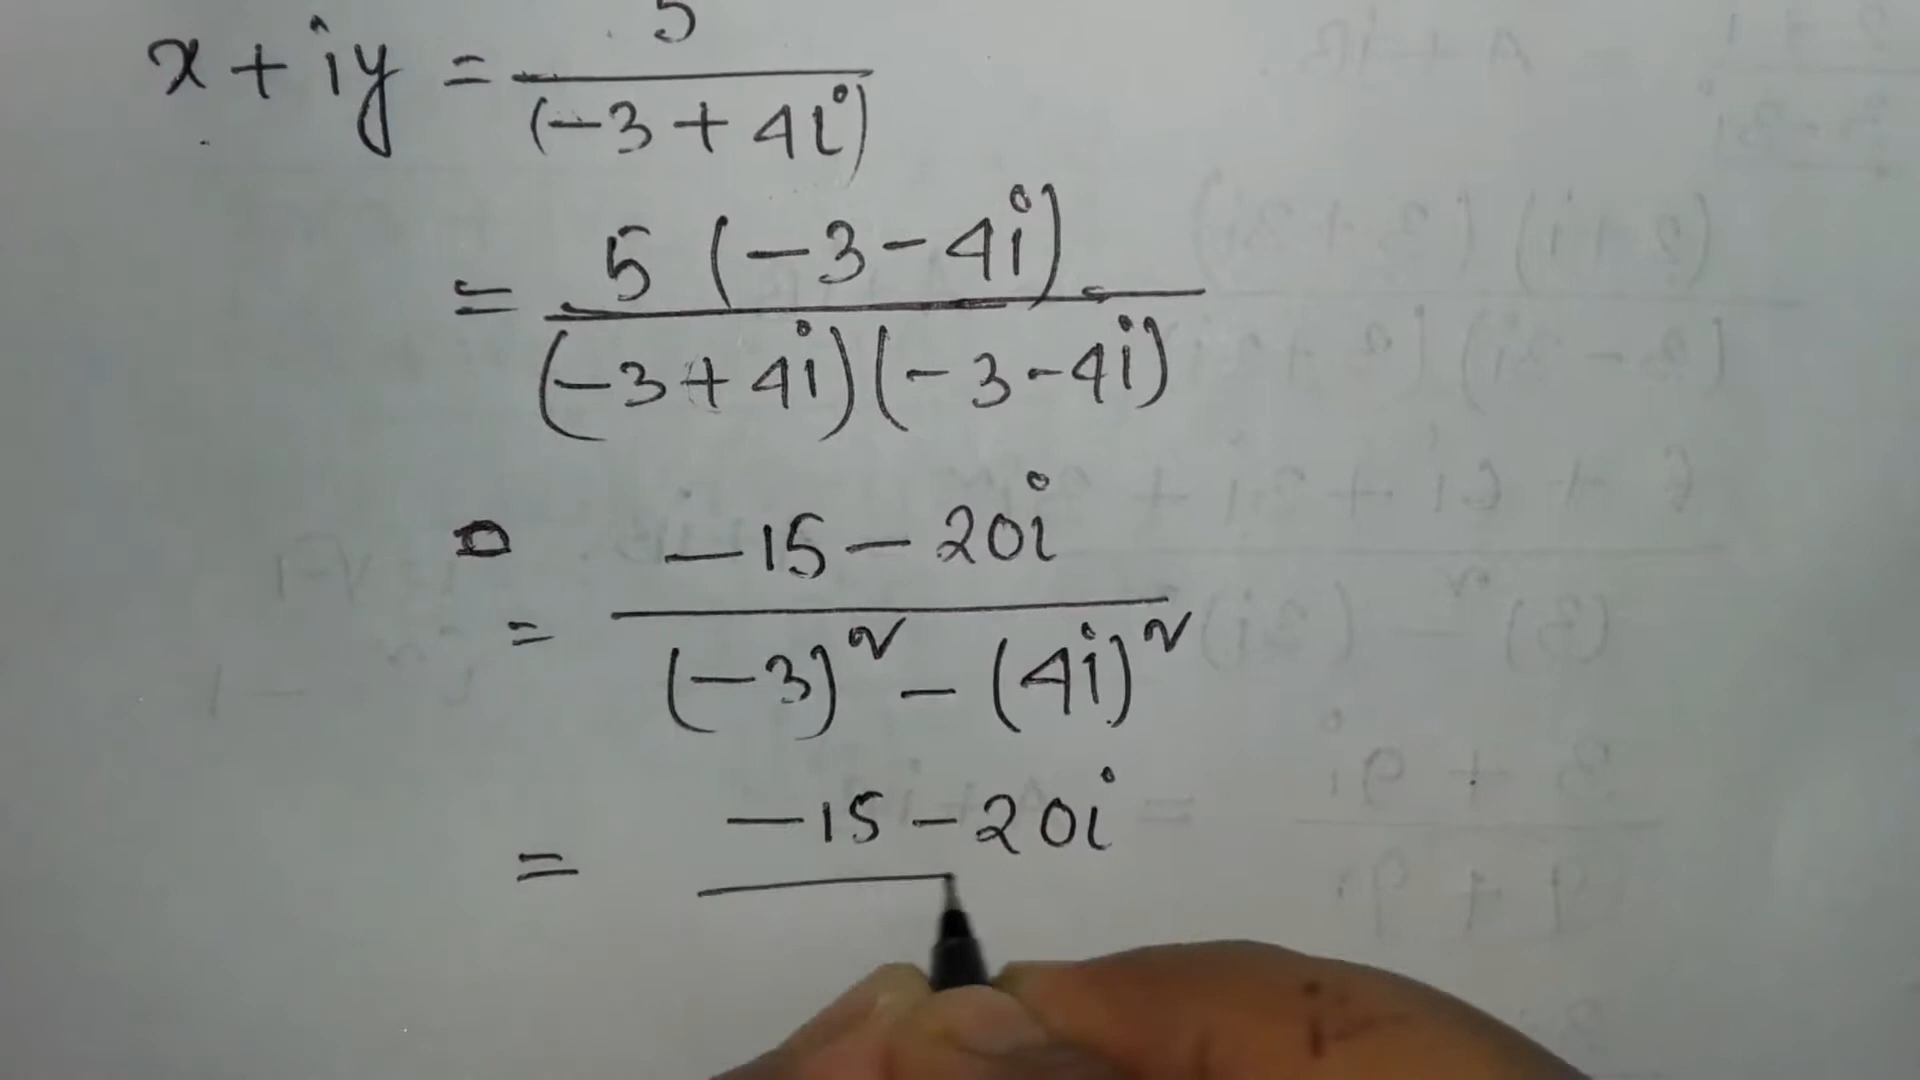 x + iy = 5 / (-3 + 4i)
= 5 (-3 - 4i) / (-3 + 4i)(-3 - 4i)
= -15 - 20i / (-3)² - (4i)²
= -15 - 20i